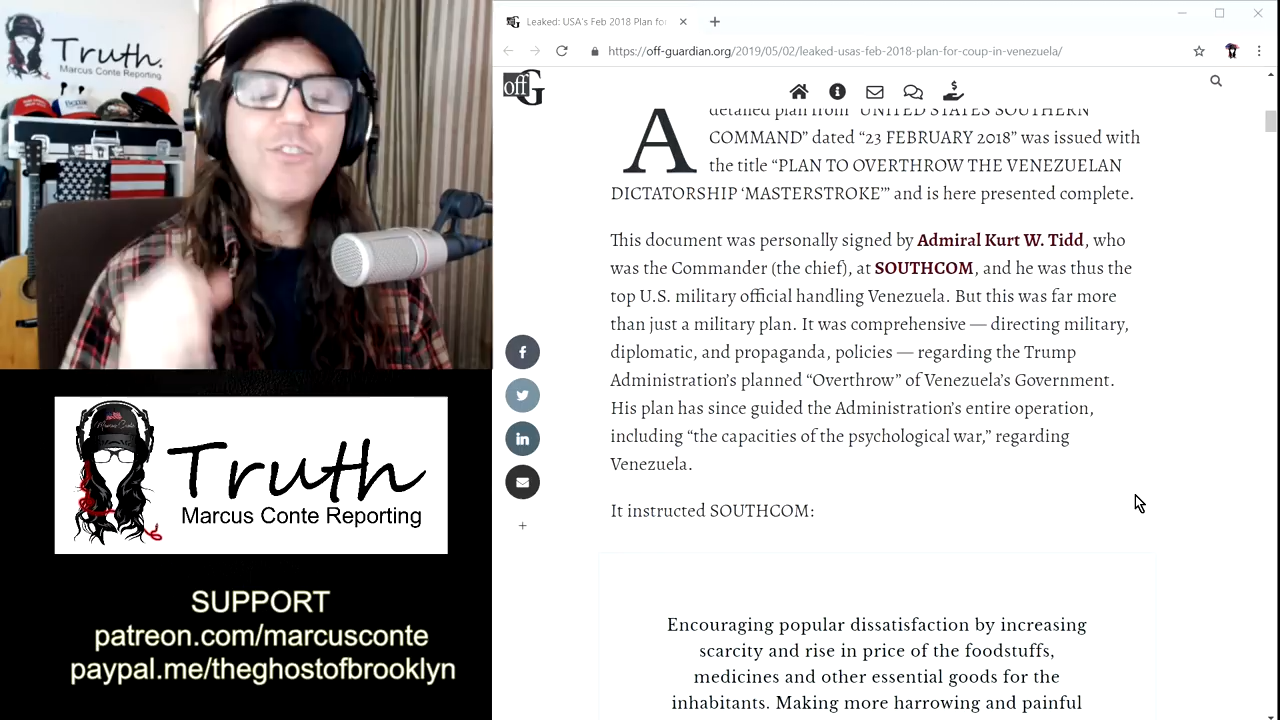 Truth.
Marcus Conte Reporting
Leaked: USA's Feb 2018 Plan fo
https://off-guardian.org/2019/05/02/leaked-usas-feb-2018-plan-for-coup-in-venezuela/
off G
detailed plan from “UNITED STATES SOUTHERN
A COMMAND” dated “23 FEBRUARY 2018” was issued with
the title “PLAN TO OVERTHROW THE VENEZUELAN
DICTATORSHIP ‘MASTERSTROKE’” and is here presented complete.
This document was personally signed by Admiral Kurt W. Tidd, who
was the Commander (the chief), at SOUTHCOM, and he was thus the
top U.S. military official handling Venezuela. But this was far more
than just a military plan. It was comprehensive — directing military,
diplomatic, and propaganda, policies — regarding the Trump
Administration’s planned “Overthrow” of Venezuela’s Government.
His plan has since guided the Administration’s entire operation,
including “the capacities of the psychological war,” regarding
Venezuela.
It instructed SOUTHCOM:
Encouraging popular dissatisfaction by increasing
scarcity and rise in price of the foodstuffs,
medicines and other essential goods for the
inhabitants. Making more harrowing and painful
Truth
Marcus Conte Reporting
SUPPORT
patreon.com/marcusconte
paypal.me/theghostofbrooklyn